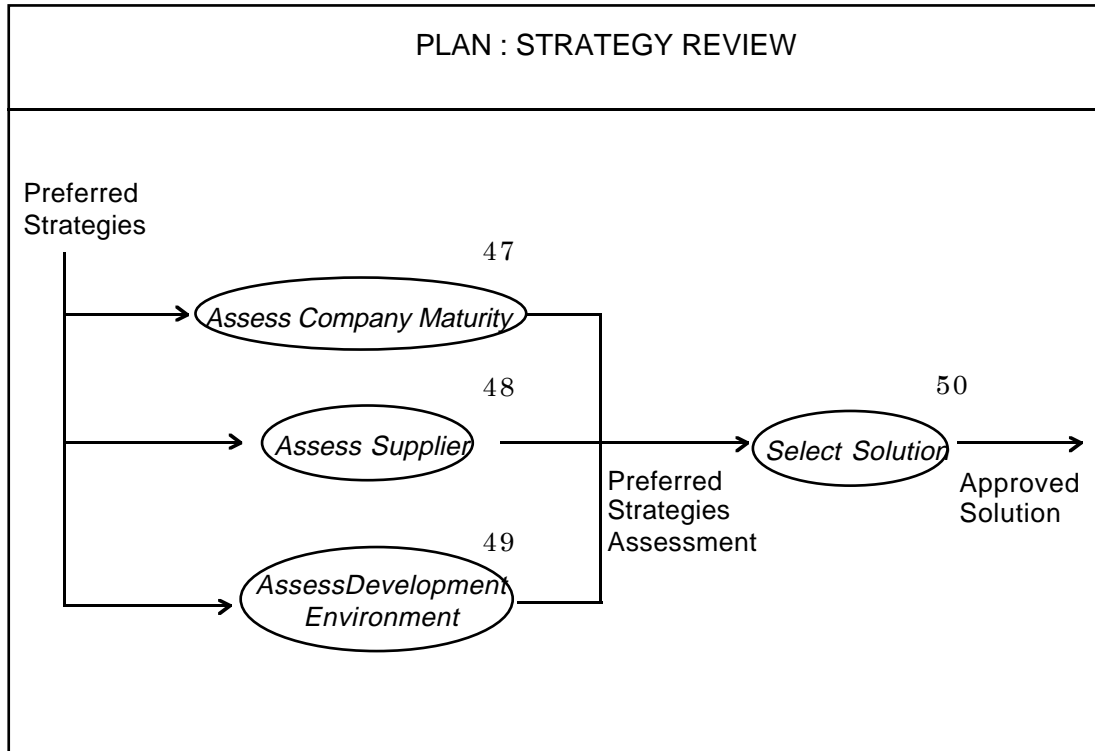 PLAN : STRATEGY REVIEW
Preferred
Strategies
47
Assess Company Maturity
48
Assess Supplier
49
AssessDevelopment
Environment
Preferred
Strategies
Assessment
50
Select Solution
Approved
Solution